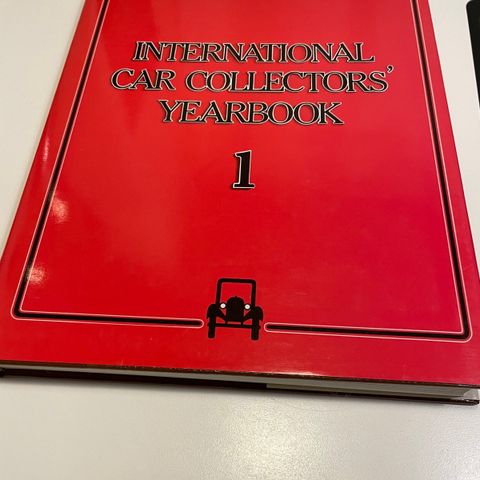 INTERNATIONAL
CAR COLLECTORS'
YEARBOOK
1